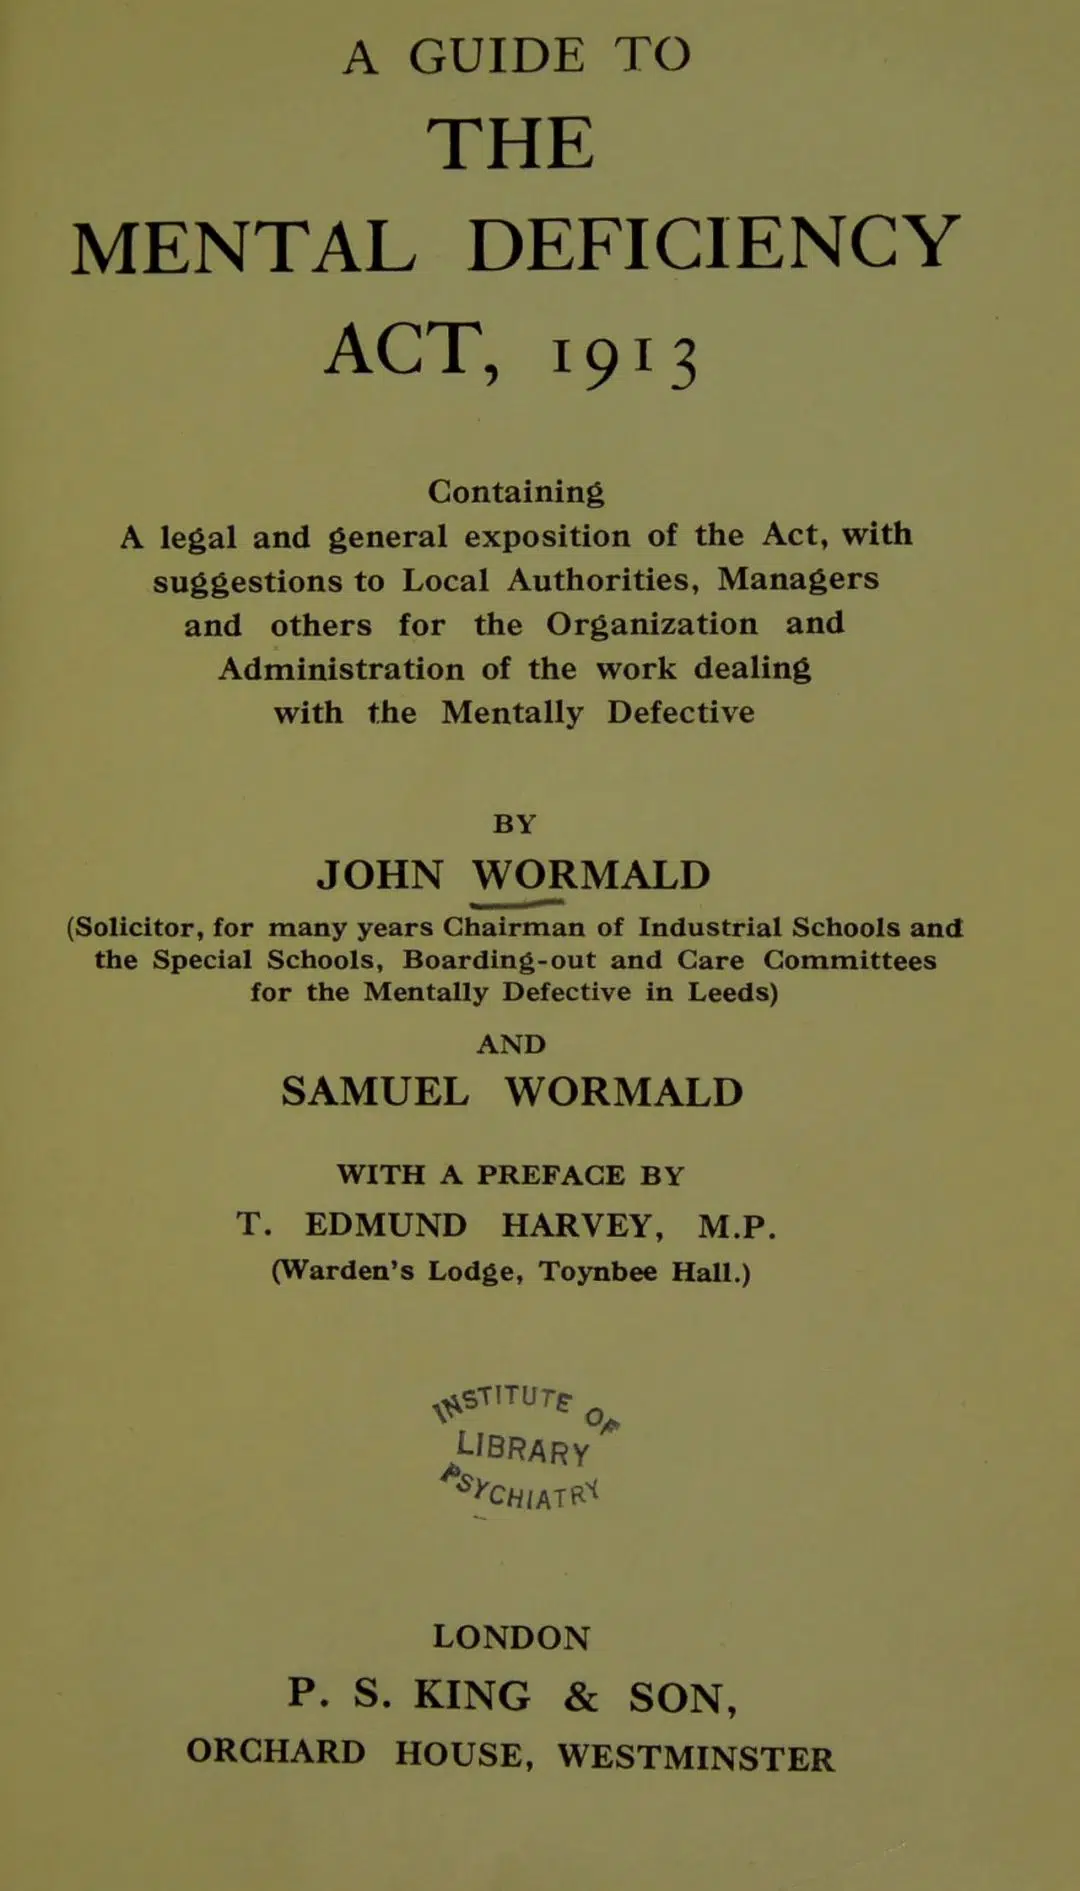 A GUIDE TO
THE
MENTAL DEFICIENCY
ACT, 1913
Containing
A legal and general exposition of the Act, with
suggestions to Local Authorities, Managers
and others for the Organization and
Administration of the work dealing
with the Mentally Defective
BY
JOHN WORMALD
(Solicitor, for many years Chairman of Industrial Schools and
the Special Schools, Boarding-out and Care Committees
for the Mentally Defective in Leeds)
AND
SAMUEL WORMALD
WITH A PREFACE BY
T. EDMUND HARVEY, M.P.
(Warden's Lodge, Toynbee Hall.)
INSTITUTE OF
LIBRARY
PSYCHIATRY
LONDON
P. S. KING & SON,
ORCHARD HOUSE, WESTMINSTER